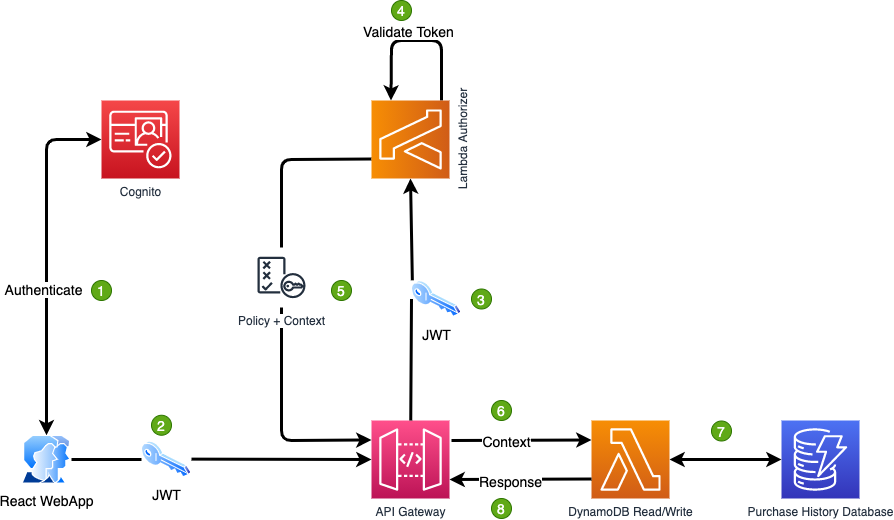 4
Validate Token
Lambda Authorizer
Cognito
Authenticate
1
5
3
Policy + Context
JWT
2
6
7
Context
React WebApp
JWT
Response
API Gateway
8
DynamoDB Read/Write
Purchase History Database